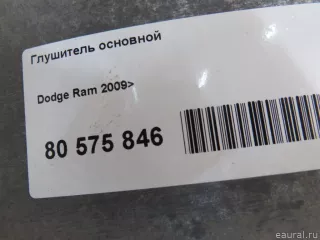 Глушитель основной
Dodge Ram 2009>
80 575 846
eaural.ru